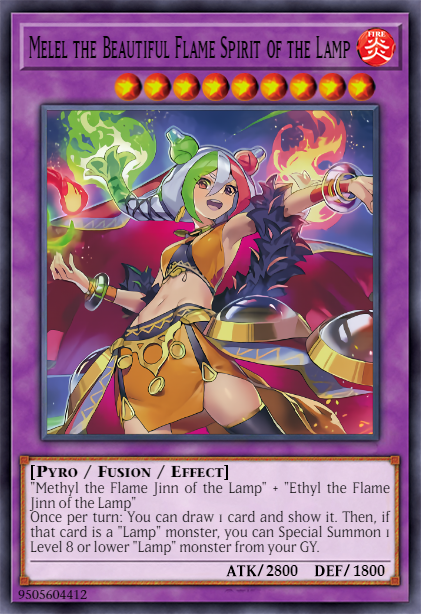 Melel the Beautiful Flame Spirit of the Lamp
FIRE
炎
[Pyro / Fusion / Effect]
"Methyl the Flame Jinn of the Lamp" + "Ethyl the Flame
Jinn of the Lamp"
Once per turn: You can draw 1 card and show it. Then, if
that card is a "Lamp" monster, you can Special Summon 1
Level 8 or lower "Lamp" monster from your GY.
ATK/2800 DEF/1800
9505604412